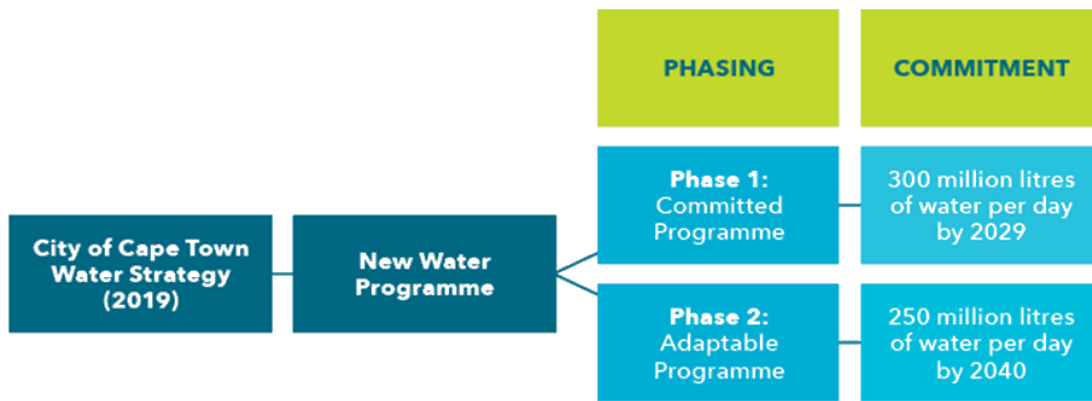 PHASING
COMMITMENT
City of Cape Town
Water Strategy
(2019)
New Water
Programme
Phase 1:
Committed
Programme
300 million litres
of water per day
by 2029
Phase 2:
Adaptable
Programme
250 million litres
of water per day
by 2040